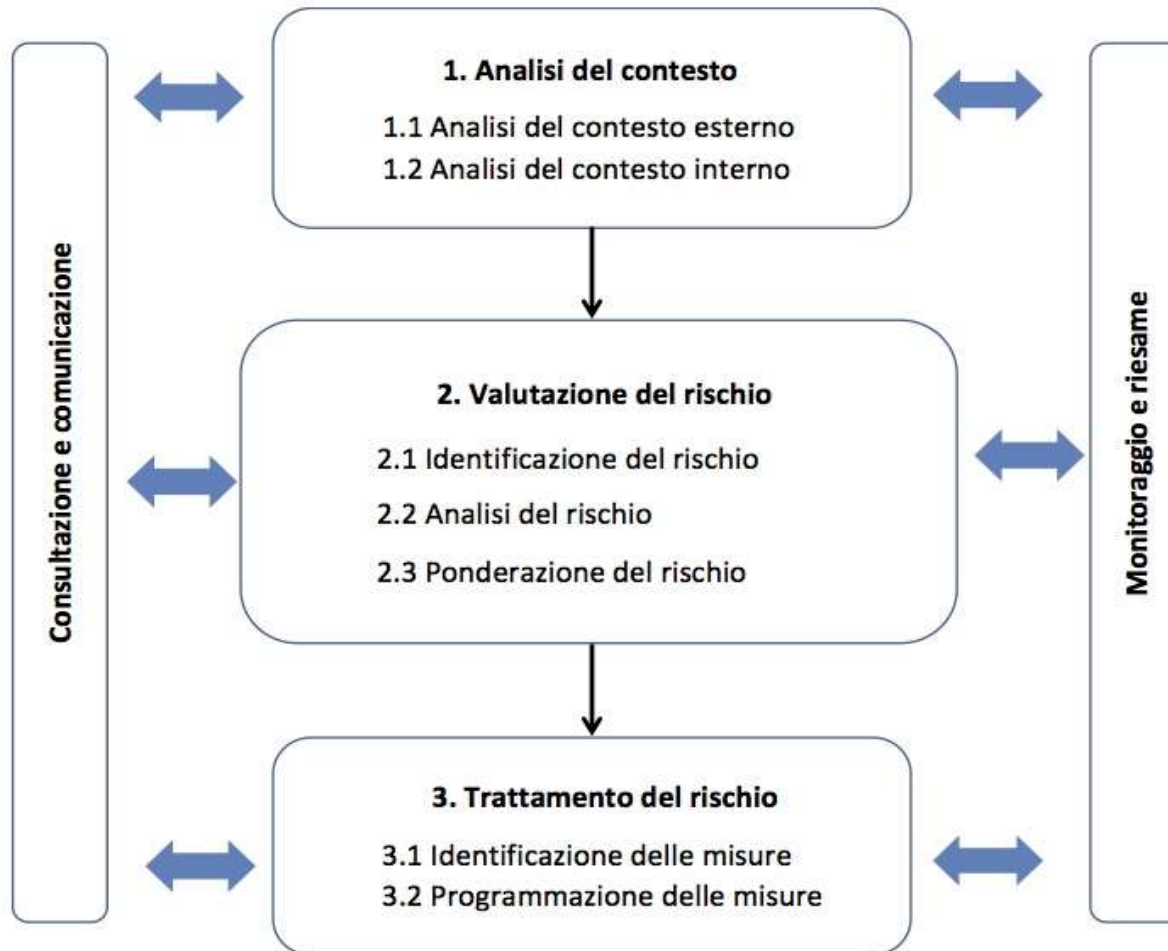 Consultazione e comunicazione
1. Analisi del contesto
1.1 Analisi del contesto esterno
1.2 Analisi del contesto interno
2. Valutazione del rischio
2.1 Identificazione del rischio
2.2 Analisi del rischio
2.3 Ponderazione del rischio
3. Trattamento del rischio
3.1 Identificazione delle misure
3.2 Programmazione delle misure
Monitoraggio e riesame